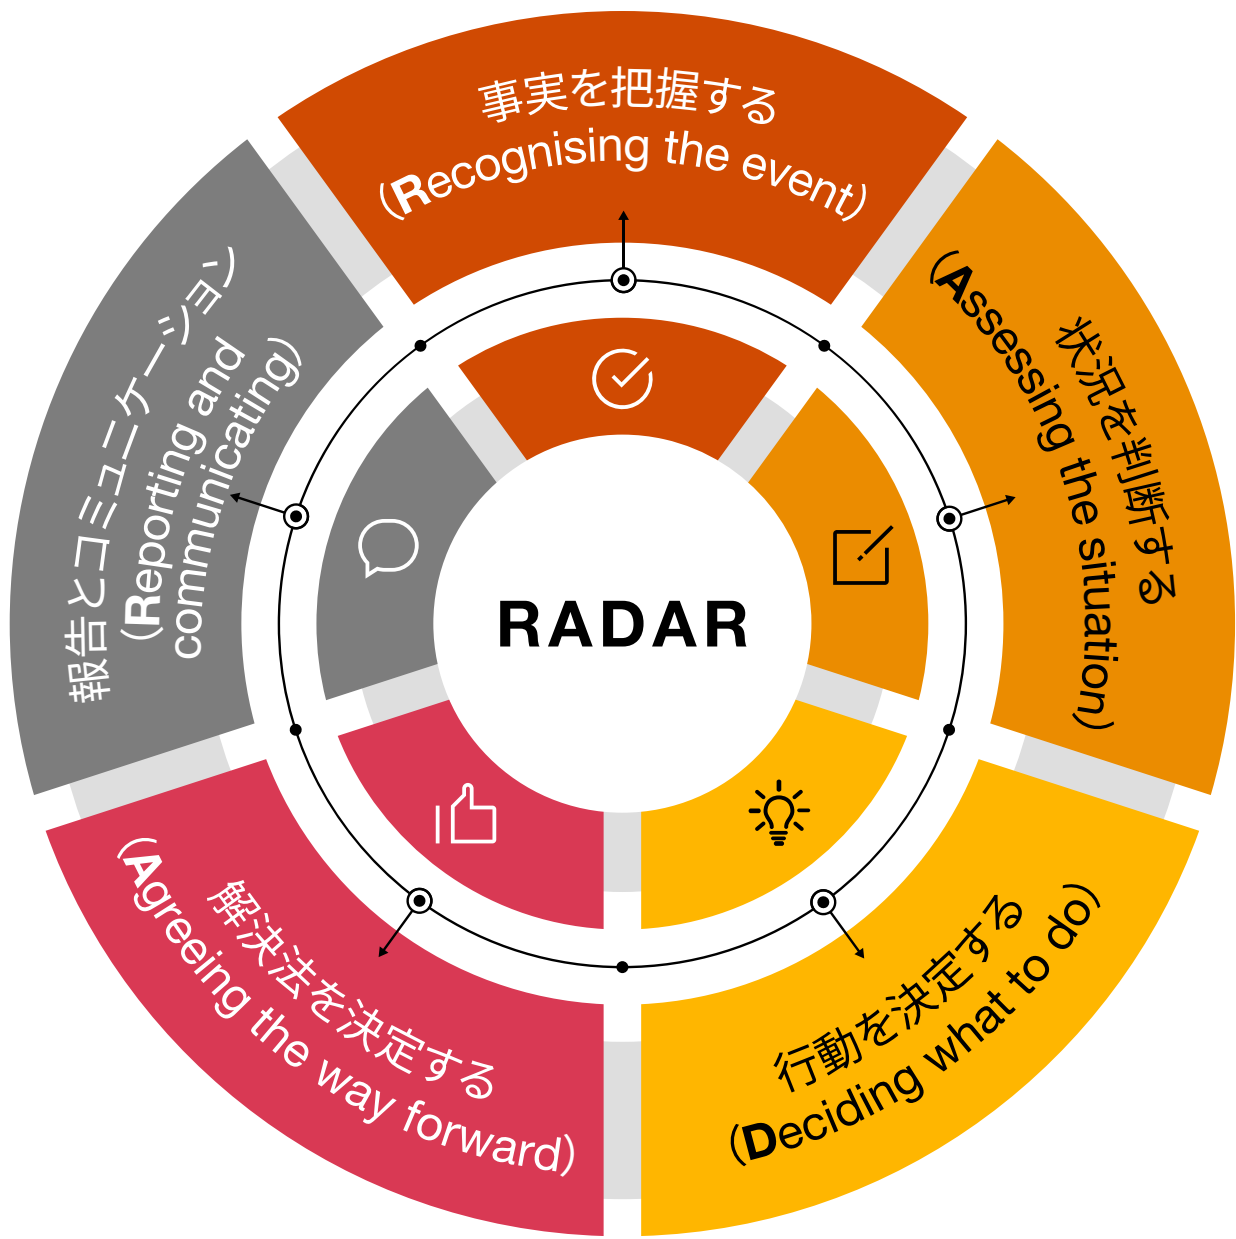 事実を把握する
(Recognising the event)
状況を判断する
(Assessing the situation)
行動を決定する
(Deciding what to do)
解決法を決定する
(Agreeing the way forward)
報告とコミュニケーション
(Reporting and
communicating)
RADAR